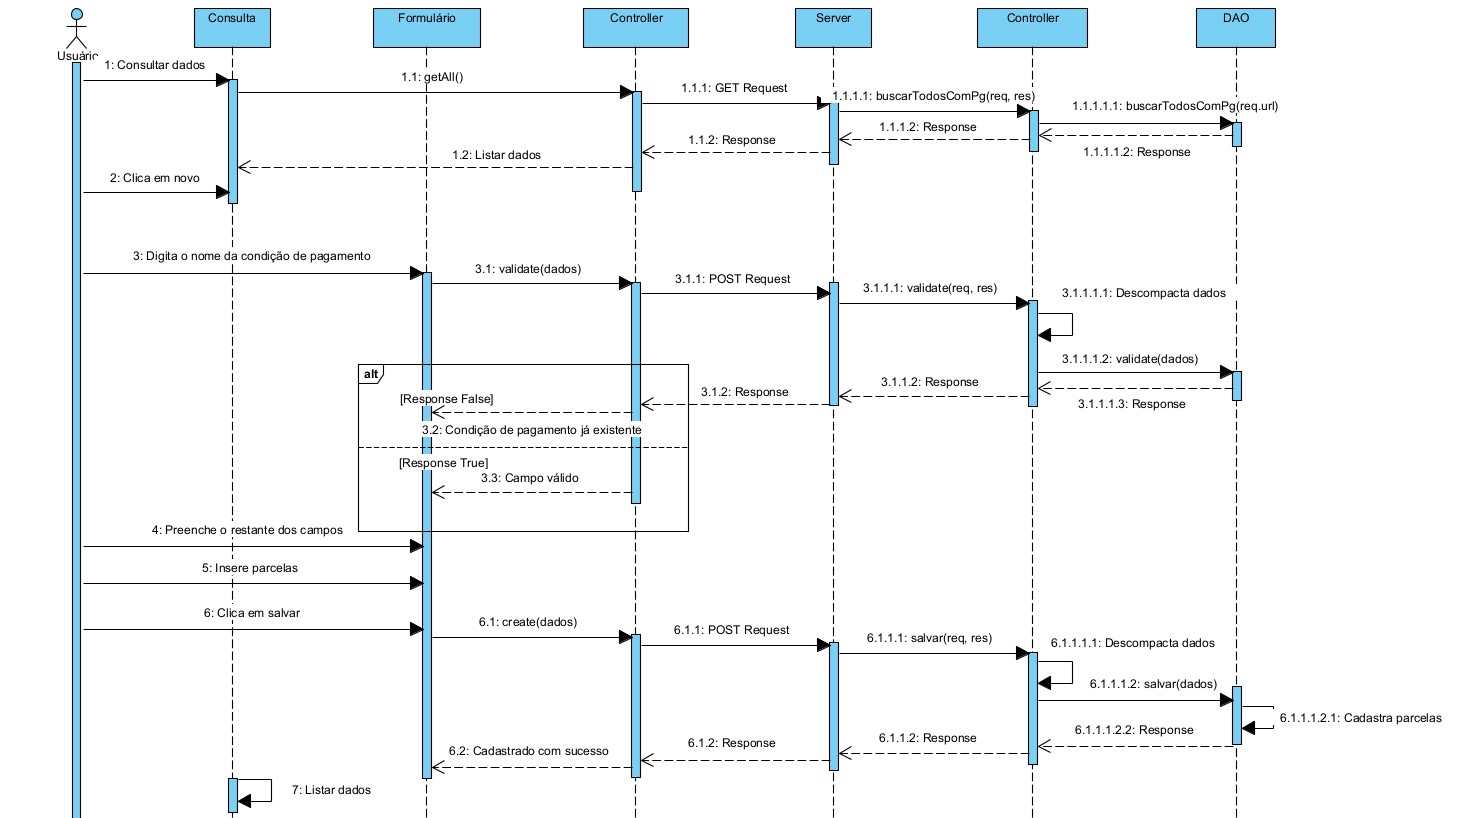 Consulta
Formulário
Controller
Server
Controller
DAO
Usuário
1: Consultar dados
1.1: getAll()
1.1.1: GET Request
1.1.1.1: buscarTodosComPg(req, res)
1.1.1.1.1: buscarTodosComPg(req.url)
1.1.1.2: Response
1.1.2: Response
1.1.1.1.2: Response
1.2: Listar dados
2: Clica em novo
3: Digita o nome da condição de pagamento
3.1: validate(dados)
3.1.1: POST Request
3.1.1.1: validate(req, res)
3.1.1.1.1: Descompacta dados
3.1.1.1.2: validate(dados)
alt
3.1.1.2: Response
3.1.2: Response
[Response False]
3.1.1.1.3: Response
3.2: Condição de pagamento já existente
[Response True]
3.3: Campo válido
4: Preenche o restante dos campos
5: Insere parcelas
6: Clica em salvar
6.1: create(dados)
6.1.1: POST Request
6.1.1.1: salvar(req, res)
6.1.1.1.1: Descompacta dados
6.1.1.1.2: salvar(dados)
6.1.1.1.2.1: Cadastra parcelas
6.1.1.1.2.2: Response
6.1.1.2: Response
6.1.2: Response
6.2: Cadastrado com sucesso
7: Listar dados